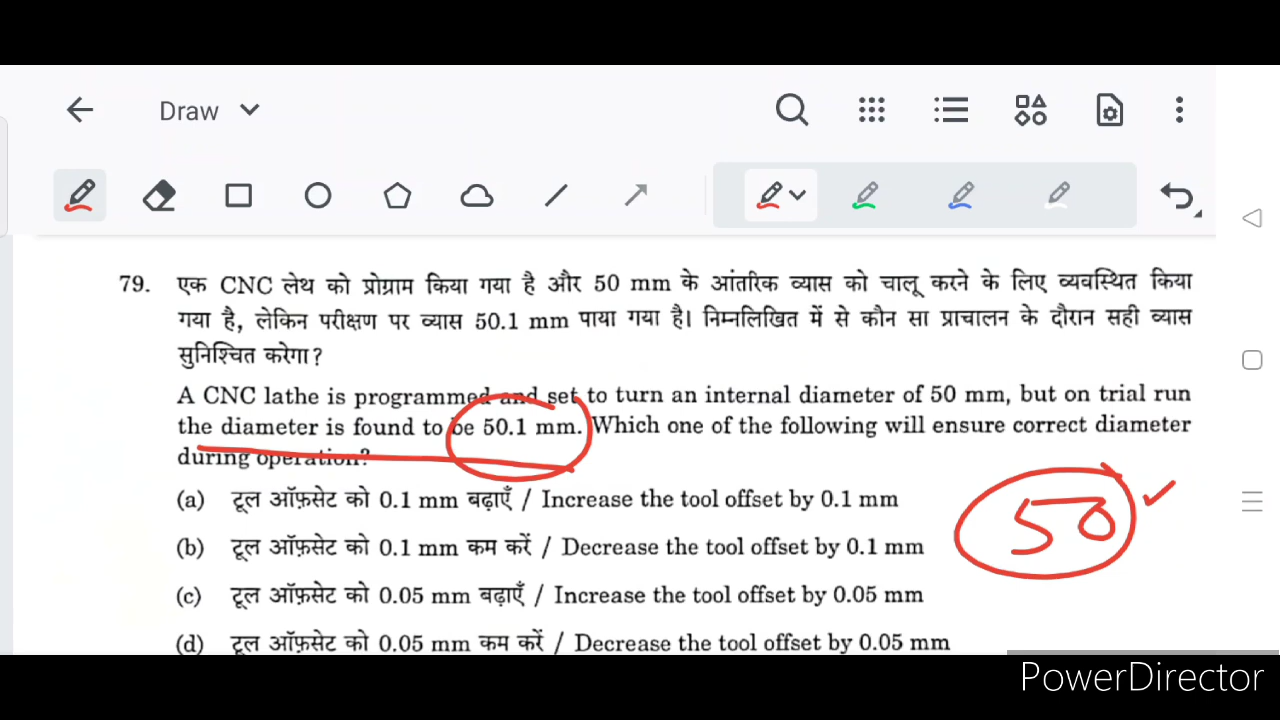 Draw
79. एक CNC लेथ को प्रोग्राम किया गया है और 50 mm के आंतरिक व्यास को चालू करने के लिए व्यवस्थित किया
गया है, लेकिन परीक्षण पर व्यास 50.1 mm पाया गया है। निम्नलिखित में से कौन सा प्राचालन के दौरान सही व्यास
सुनिश्चित करेगा?
A CNC lathe is programmed and set to turn an internal diameter of 50 mm, but on trial run
the diameter is found to be 50.1 mm. Which one of the following will ensure correct diameter
during operation?
(a) टूल ऑफ़सेट को 0.1 mm बढ़ाएँ / Increase the tool offset by 0.1 mm
50
(b) टूल ऑफ़सेट को 0.1 mm कम करें / Decrease the tool offset by 0.1 mm
(c) टूल ऑफ़सेट को 0.05 mm बढ़ाएँ / Increase the tool offset by 0.05 mm
(d) टूल ऑफ़सेट को 0.05 mm कम करें / Decrease the tool offset by 0.05 mm
PowerDirector